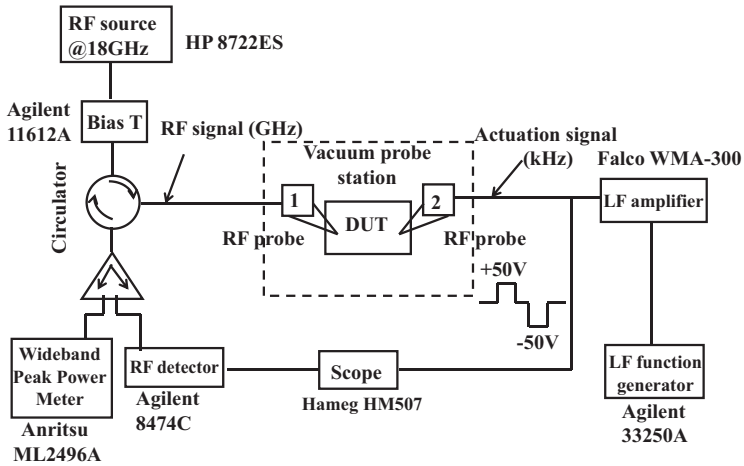 RF source
@18GHz
HP 8722ES
Agilent
11612A
Bias T
RF signal (GHz)
Circulator
Vacuum probe
station
Actuation signal
(kHz)
Falco WMA-300
LF amplifier
1
2
DUT
RF probe
RF probe
+50V
-50V
Wideband
Peak Power
Meter
Anritsu
ML2496A
RF detector
Agilent
8474C
Scope
Hameg HM507
LF function
generator
Agilent
33250A